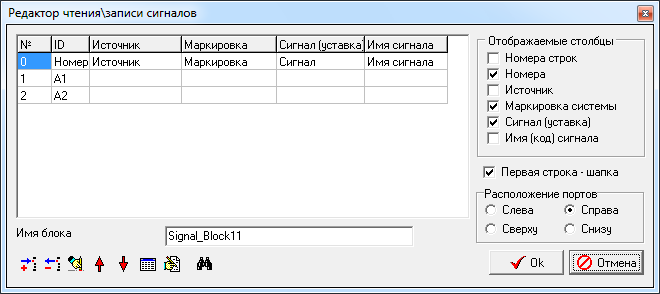 Редактор чтения\записи сигналов
№ ID Источник Маркировка Сигнал (уставка) Имя сигнала
0 Номер Источник Маркировка Сигнал Имя сигнала
1 A1
2 A2
Имя блока Signal_Block11
Отображаемые столбцы
Номера строк
Номера
Источник
Маркировка системы
Сигнал (уставка)
Имя (код) сигнала
Первая строка - шапка
Расположение портов
Слева Справа
Сверху Снизу
Ok Отмена